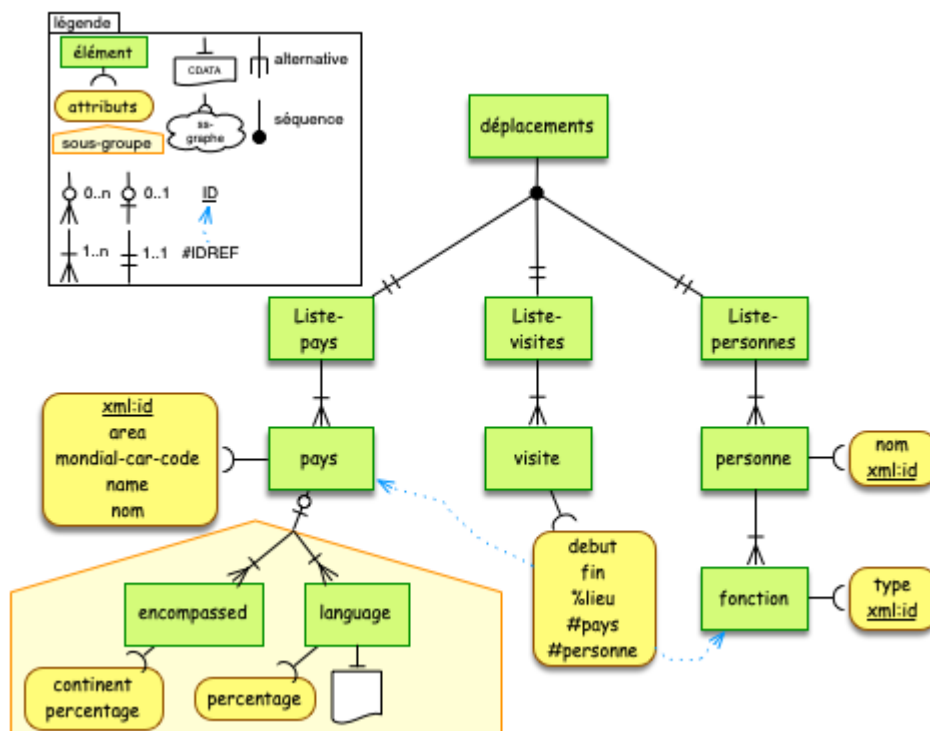 légende
élément
attributs
sous-groupe
CDATA
ss-
graphe
alternative
séquence
0..n
0..1
ID
1..n
1..1
#IDREF
déplacements
Liste-
pays
Liste-
visites
Liste-
personnes
xml:id
area
mondial-car-code
name
nom
pays
visite
personne
nom
xml:id
debut
fin
%lieu
#pays
#personne
fonction
type
xml:id
encompassed
language
continent
percentage
percentage